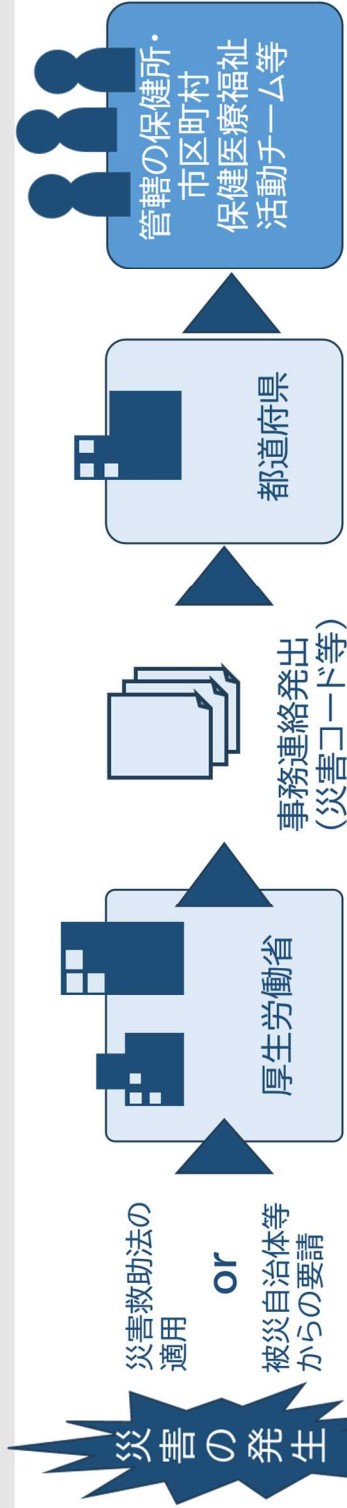 災害の発生
災害救助法の
適用
or
被災自治体等
からの要請
厚生労働省
事務連絡発出
（災害コード等）
都道府県
管轄の保健所・
市区町村
保健医療福祉
活動チーム等